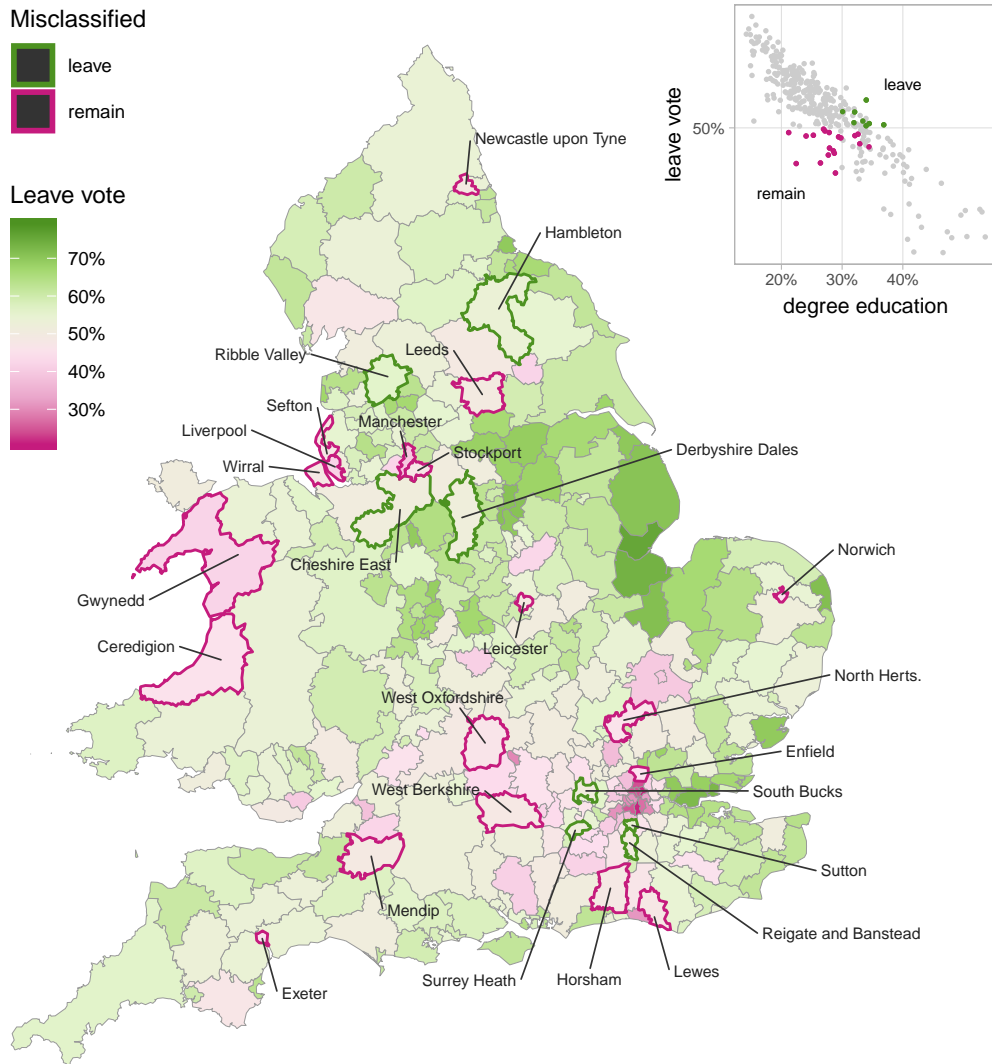 Misclassified
leave
remain
Leave vote
70%
60%
50%
40%
30%
leave vote
50%
leave
remain
20%
30%
40%
degree education
Newcastle upon Tyne
Hambleton
Ribble Valley
Leeds
Sefton
Manchester
Liverpool
Stockport
Derbyshire Dales
Wirral
Norwich
Cheshire East
Gwynedd
Leicester
Ceredigion
North Herts.
West Oxfordshire
Enfield
West Berkshire
South Bucks
Sutton
Mendip
Reigate and Banstead
Surrey Heath
Horsham
Lewes
Exeter